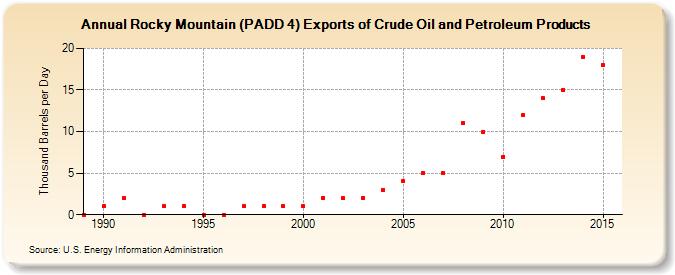 Annual Rocky Mountain (PADD 4) Exports of Crude Oil and Petroleum Products
Thousand Barrels per Day
20
15
10
5
0
1990 1995 2000 2005 2010 2015
Source: U.S. Energy Information Administration